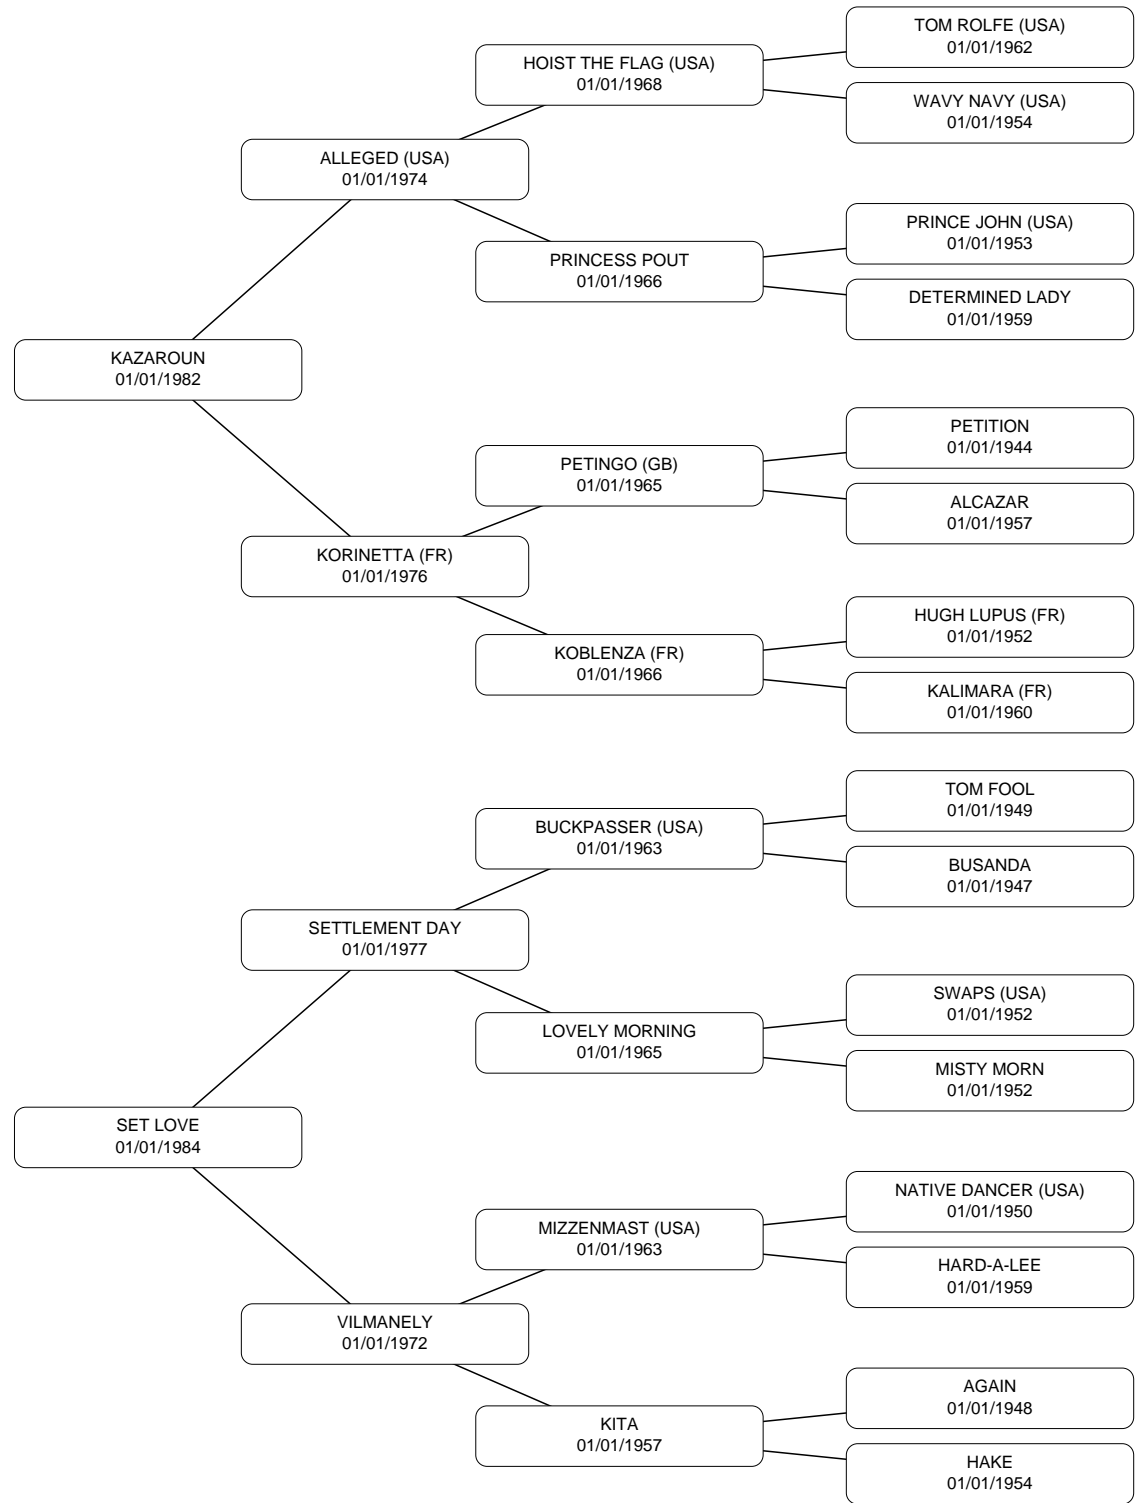 TOM ROLFE (USA)
01/01/1962
HOIST THE FLAG (USA)
01/01/1968
WAVY NAVY (USA)
01/01/1954
ALLEGED (USA)
01/01/1974
PRINCE JOHN (USA)
01/01/1953
PRINCESS POUT
01/01/1966
DETERMINED LADY
01/01/1959
KAZAROUN
01/01/1982
PETITION
01/01/1944
PETINGO (GB)
01/01/1965
ALCAZAR
01/01/1957
KORINETTA (FR)
01/01/1976
HUGH LUPUS (FR)
01/01/1952
KOBLENZA (FR)
01/01/1966
KALIMARA (FR)
01/01/1960
TOM FOOL
01/01/1949
BUCKPASSER (USA)
01/01/1963
BUSANDA
01/01/1947
SETTLEMENT DAY
01/01/1977
SWAPS (USA)
01/01/1952
LOVELY MORNING
01/01/1965
MISTY MORN
01/01/1952
SET LOVE
01/01/1984
NATIVE DANCER (USA)
01/01/1950
MIZZENMAST (USA)
01/01/1963
HARD-A-LEE
01/01/1959
VILMANELY
01/01/1972
AGAIN
01/01/1948
KITA
01/01/1957
HAKE
01/01/1954